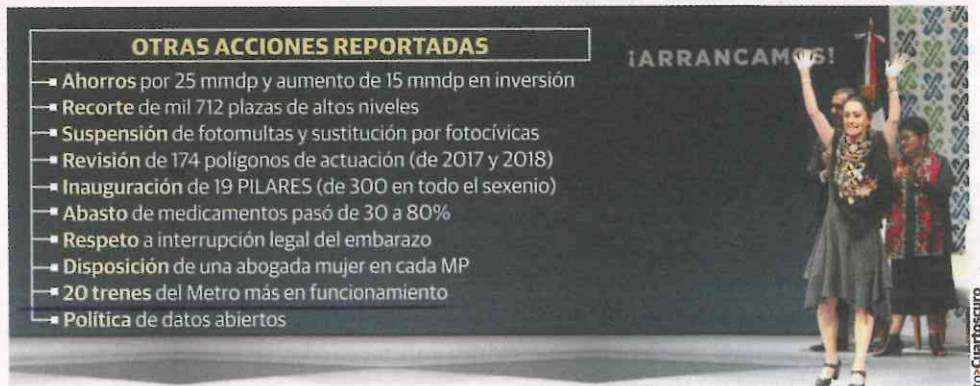 OTRAS ACCIONES REPORTADAS
Ahorros por 25 mmdp y aumento de 15 mmdp en inversión
Recorte de mil 712 plazas de altos niveles
Suspensión de fotomultas y sustitución por fotocívicas
Revisión de 174 polígonos de actuación (de 2017 y 2018)
Inauguración de 19 PILARES (de 300 en todo el sexenio)
Abasto de medicamentos pasó de 30 a 80%
Respeto a interrupción legal del embarazo
Disposición de una abogada mujer en cada MP
20 trenes del Metro más en funcionamiento
Política de datos abiertos
¡ARRANCAMOS!
Cuartoscuro